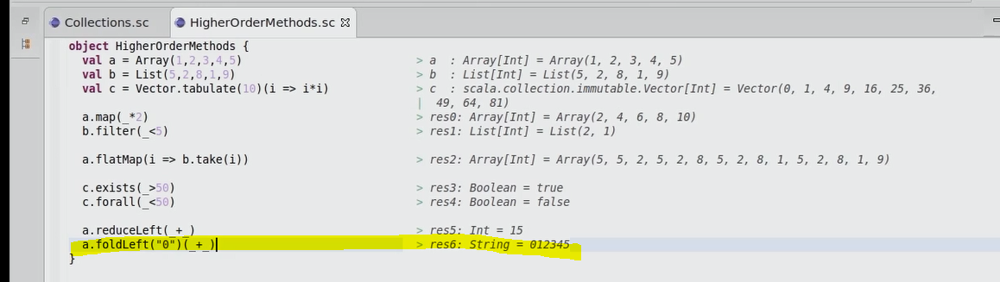 Collections.sc HigherOrderMethods.sc
object HigherOrderMethods {
val a = Array(1,2,3,4,5) > a : Array[Int] = Array(1, 2, 3, 4, 5)
val b = List(5,2,8,1,9) > b : List[Int] = List(5, 2, 8, 1, 9)
val c = Vector.tabulate(10)(i => i*i) > c : scala.collection.immutable.Vector[Int] = Vector(0, 1, 4, 9, 16, 25, 36,
| 49, 64, 81)
a.map(_*2) > res0: Array[Int] = Array(2, 4, 6, 8, 10)
b.filter(_<5) > res1: List[Int] = List(2, 1)
a.flatMap(i => b.take(i)) > res2: Array[Int] = Array(5, 5, 2, 5, 2, 8, 5, 2, 8, 1, 5, 2, 8, 1, 9)
c.exists(_>50) > res3: Boolean = true
c.forall(_<50) > res4: Boolean = false
a.reduceLeft(_+_) > res5: Int = 15
a.foldLeft("0")(_+_) > res6: String = 012345
}